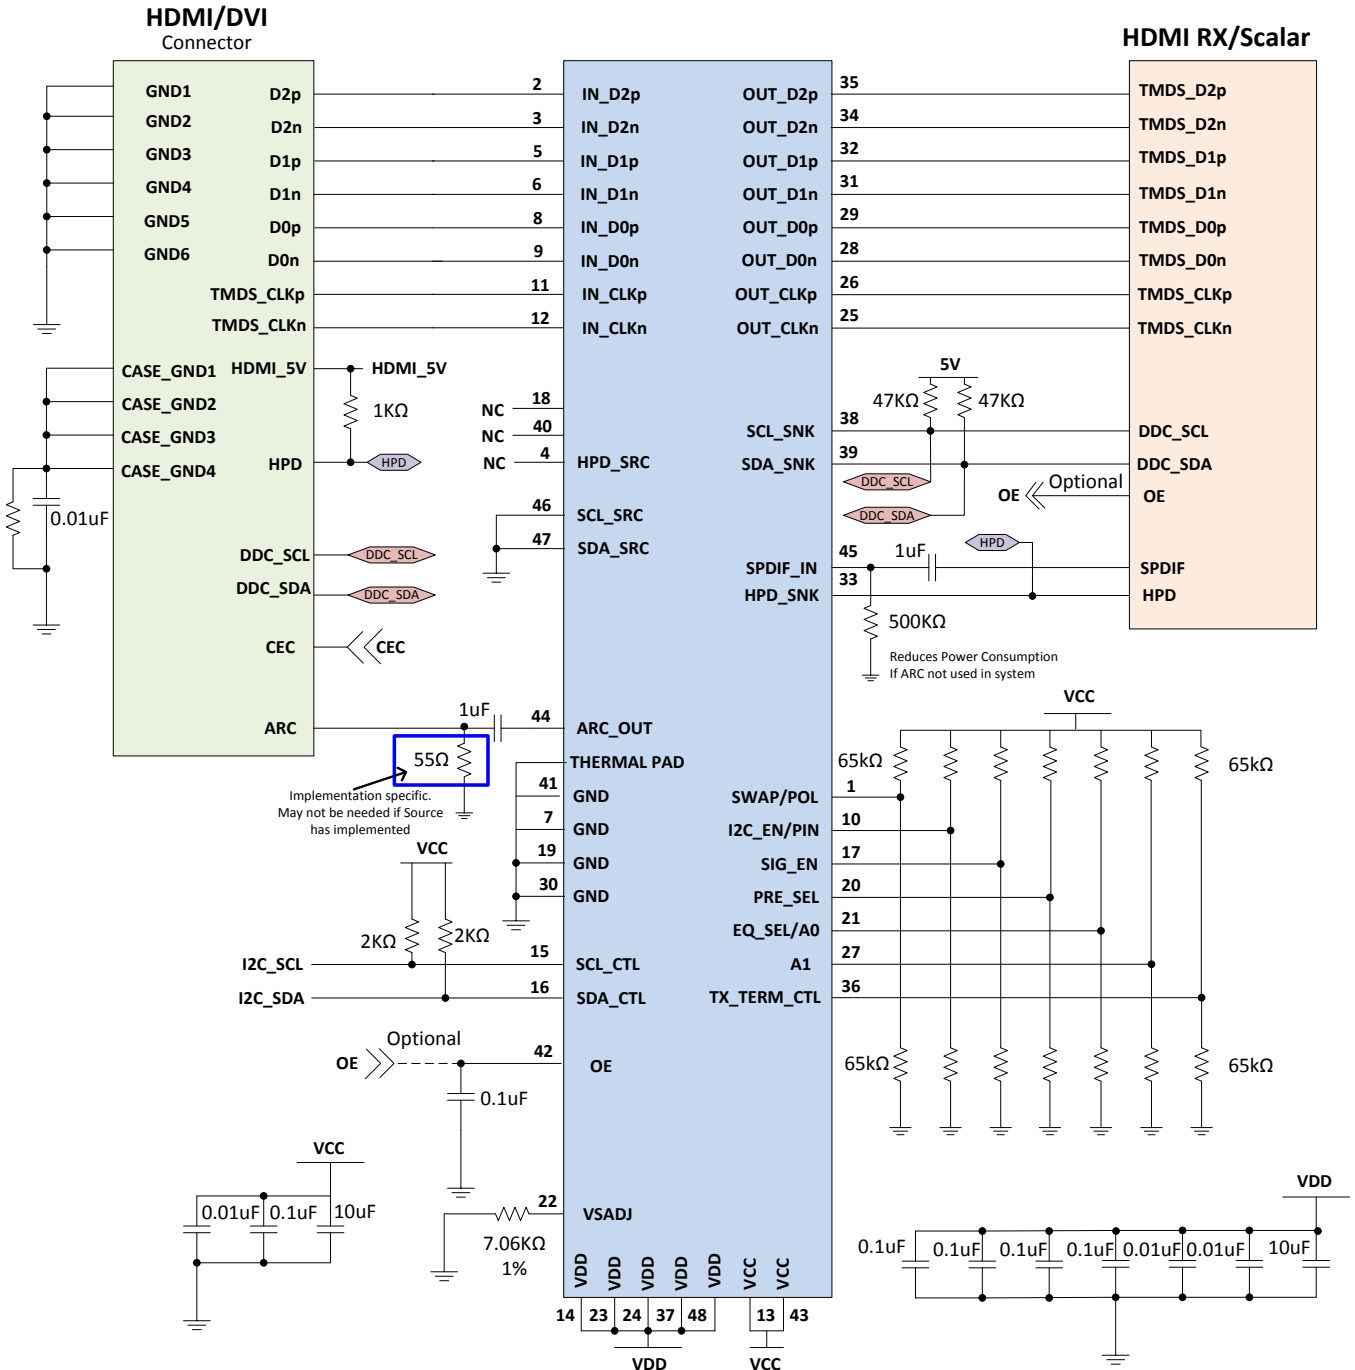 HDMI/DVI
Connector
HDMI RX/Scalar
GND1
GND2
GND3
GND4
GND5
GND6
CASE_GND1
CASE_GND2
CASE_GND3
CASE_GND4
0.01uF
D2p
D2n
D1p
D1n
D0p
D0n
TMDS_CLKp
TMDS_CLKn
HDMI_5V
HDMI_5V
1KΩ
HPD
HPD
DDC_SCL
DDC_SCL
DDC_SDA
DDC_SDA
CEC
CEC
ARC
1uF
55Ω
Implementation specific.
May not be needed if Source
has implemented
2 IN_D2p
3 IN_D2n
5 IN_D1p
6 IN_D1n
8 IN_D0p
9 IN_D0n
11 IN_CLKp
12 IN_CLKn
NC 18
NC 40
NC 4 HPD_SRC
46 SCL_SRC
47 SDA_SRC
44 ARC_OUT
THERMAL PAD
41 GND
7 GND
19 GND
30 GND
VCC
2KΩ
2KΩ
I2C_SCL 15 SCL_CTL
I2C_SDA 16 SDA_CTL
OE Optional 42 OE
0.1uF
22 VSADJ
7.06KΩ
1%
VCC
0.01uF 0.1uF 10uF
OUT_D2p 35 TMDS_D2p
OUT_D2n 34 TMDS_D2n
OUT_D1p 32 TMDS_D1p
OUT_D1n 31 TMDS_D1n
OUT_D0p 29 TMDS_D0p
OUT_D0n 28 TMDS_D0n
OUT_CLKp 26 TMDS_CLKp
OUT_CLKn 25 TMDS_CLKn
5V
47KΩ 47KΩ
SCL_SNK 38 DDC_SCL
SDA_SNK 39 DDC_SDA
DDC_SCL
DDC_SDA
OE Optional OE
HPD
SPDIF_IN 45 1uF SPDIF
HPD_SNK 33 HPD
500KΩ
Reduces Power Consumption
If ARC not used in system
VCC
65kΩ 65kΩ
SWAP/POL 1
I2C_EN/PIN 10
SIG_EN 17
PRE_SEL 20
EQ_SEL/A0 21
A1 27
TX_TERM_CTL 36
65kΩ 65kΩ
VDD
0.1uF 0.1uF 0.1uF 0.1uF 0.01uF 0.01uF 10uF
VDD VDD VDD VDD VDD VCC VCC
14 23 24 37 48 13 43
VDD VCC